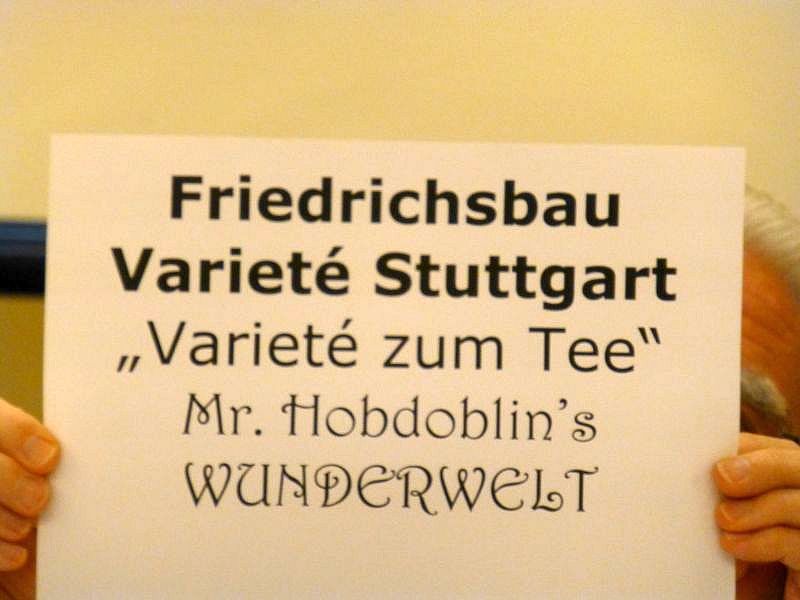 Friedrichsbau
Varieté Stuttgart
„Varieté zum Tee“
Mr. Hobdoblin's
WUNDERWELT